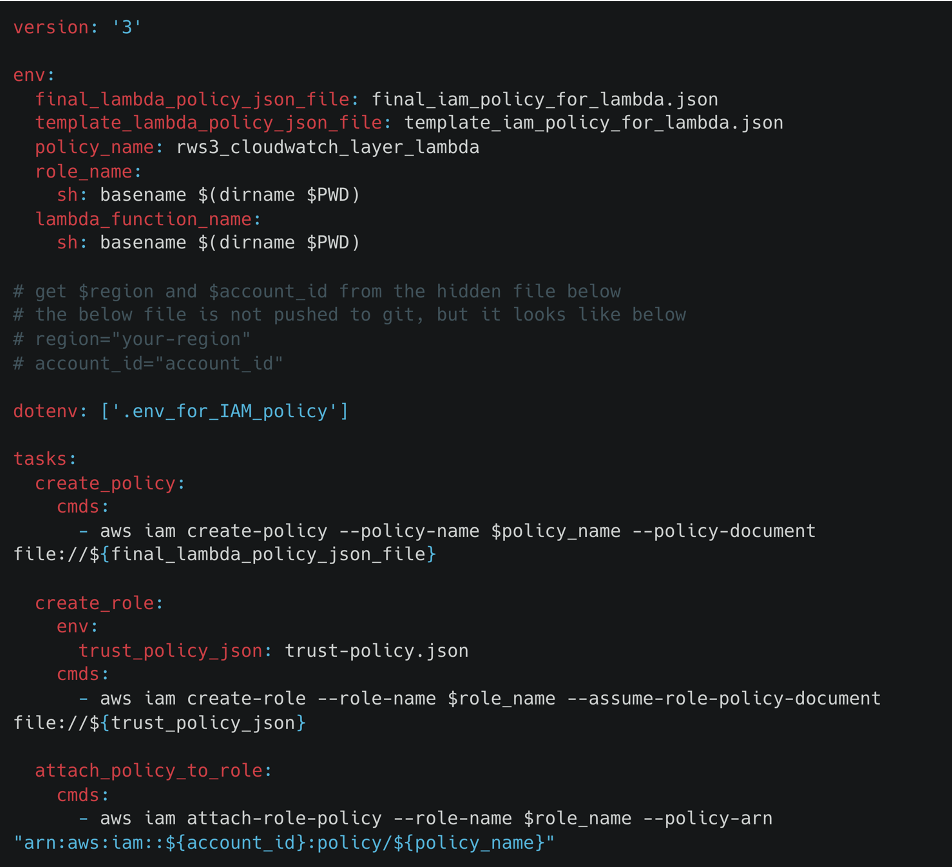 version: '3'

env:
  final_lambda_policy_json_file: final_iam_policy_for_lambda.json
  template_lambda_policy_json_file: template_iam_policy_for_lambda.json
  policy_name: rws3_cloudwatch_layer_lambda
  role_name:
    sh: basename $(dirname $PWD)
  lambda_function_name:
    sh: basename $(dirname $PWD)

# get $region and $account_id from the hidden file below
# the below file is not pushed to git, but it looks like below
# region="your-region"
# account_id="account_id"

dotenv: ['.env_for_IAM_policy']

tasks:
  create_policy:
    cmds:
      - aws iam create-policy --policy-name $policy_name --policy-document
file://${final_lambda_policy_json_file}

  create_role:
    env:
      trust_policy_json: trust-policy.json
    cmds:
      - aws iam create-role --role-name $role_name --assume-role-policy-document
file://${trust_policy_json}

  attach_policy_to_role:
    cmds:
      - aws iam attach-role-policy --role-name $role_name --policy-arn
"arn:aws:iam::${account_id}:policy/${policy_name}"